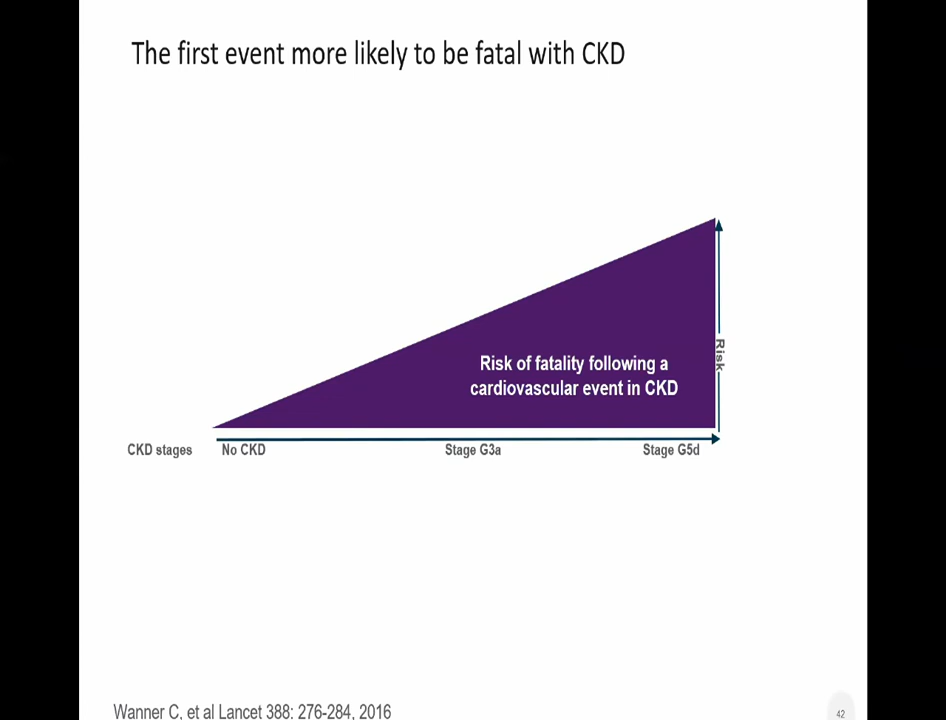 The first event more likely to be fatal with CKD
Risk of fatality following a
cardiovascular event in CKD
Risk
CKD stages No CKD Stage G3a Stage G5d
Wanner C, et al Lancet 388: 276-284, 2016
42